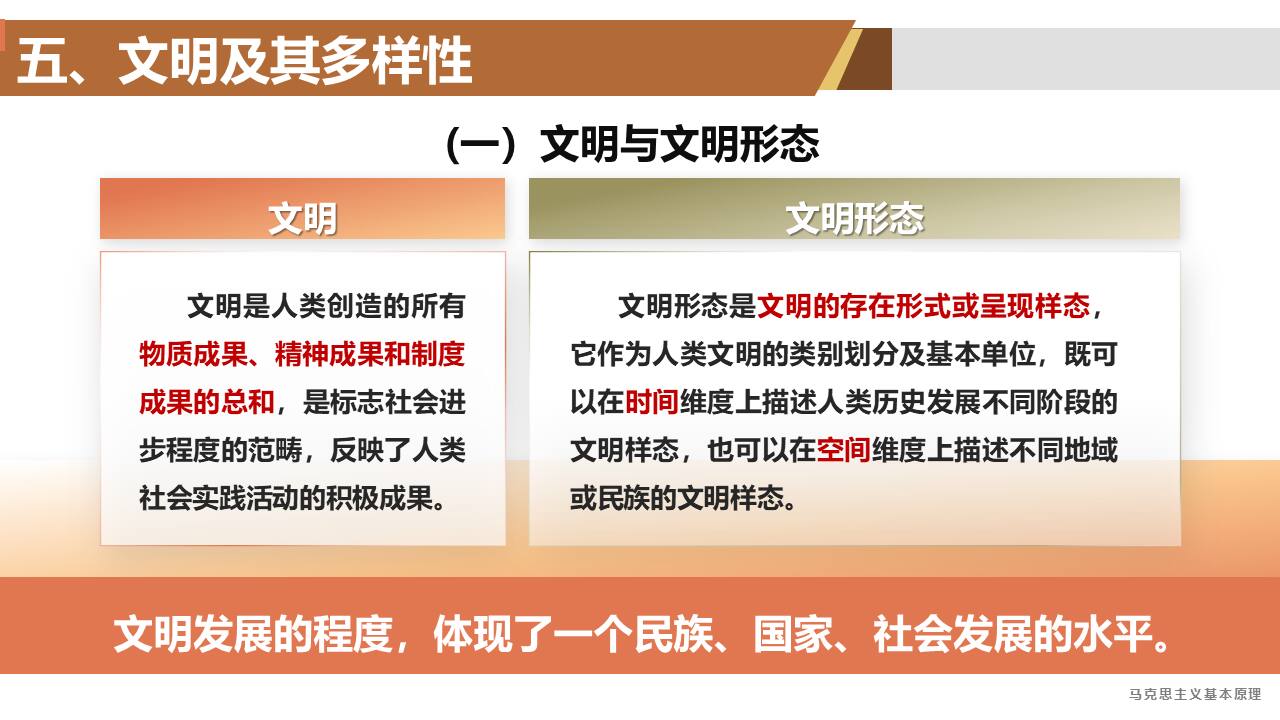 五、文明及其多样性
（一）文明与文明形态
文明
文明是人类创造的所有
物质成果、精神成果和制度
成果的总和，是标志社会进
步程度的范畴，反映了人类
社会实践活动的积极成果。
文明形态
文明形态是文明的存在形式或呈现样态，
它作为人类文明的类别划分及基本单位，既可
以在时间维度上描述人类历史发展不同阶段的
文明样态，也可以在空间维度上描述不同地域
或民族的文明样态。
文明发展的程度，体现了一个民族、国家、社会发展的水平。
马克思主义基本原理